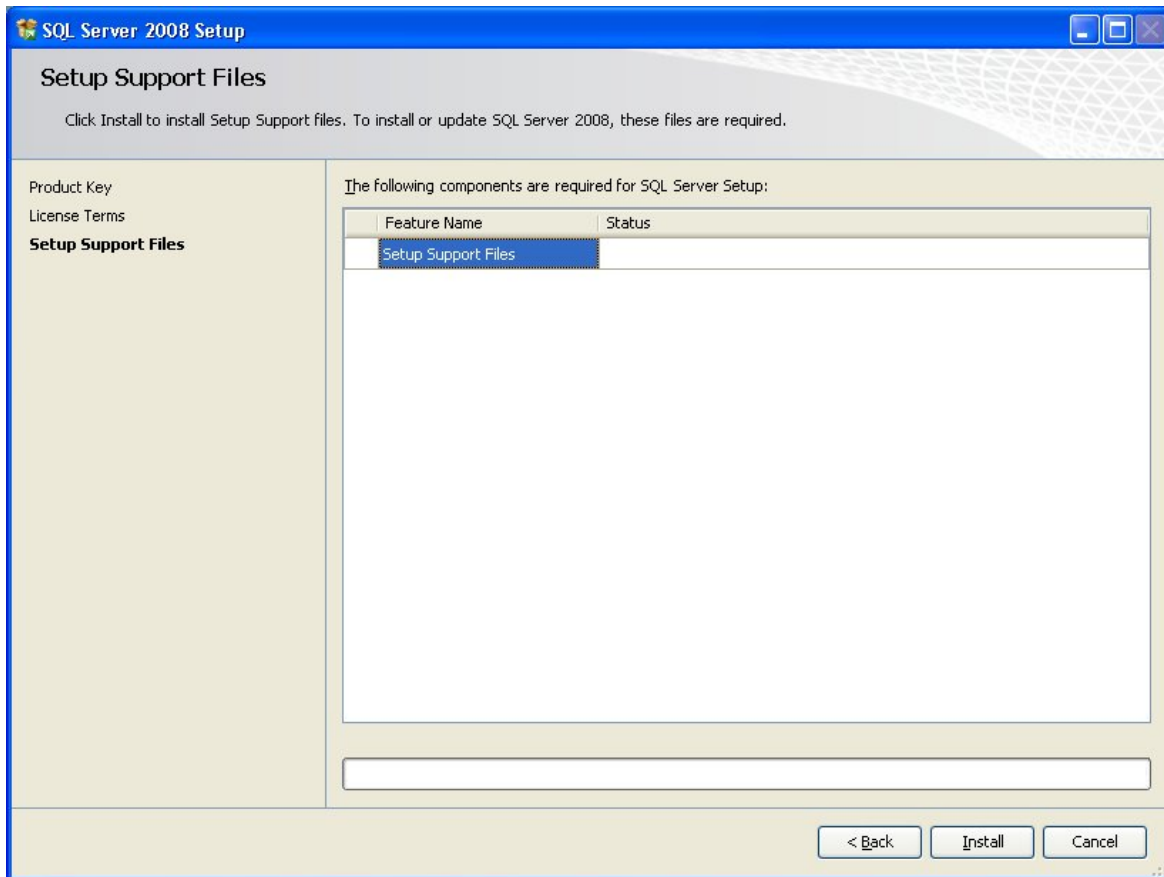 SQL Server 2008 Setup
Setup Support Files
Click Install to install Setup Support files. To install or update SQL Server 2008, these files are required.
Product Key
License Terms
Setup Support Files
The following components are required for SQL Server Setup:
Feature Name Status
Setup Support Files
< Back Install Cancel